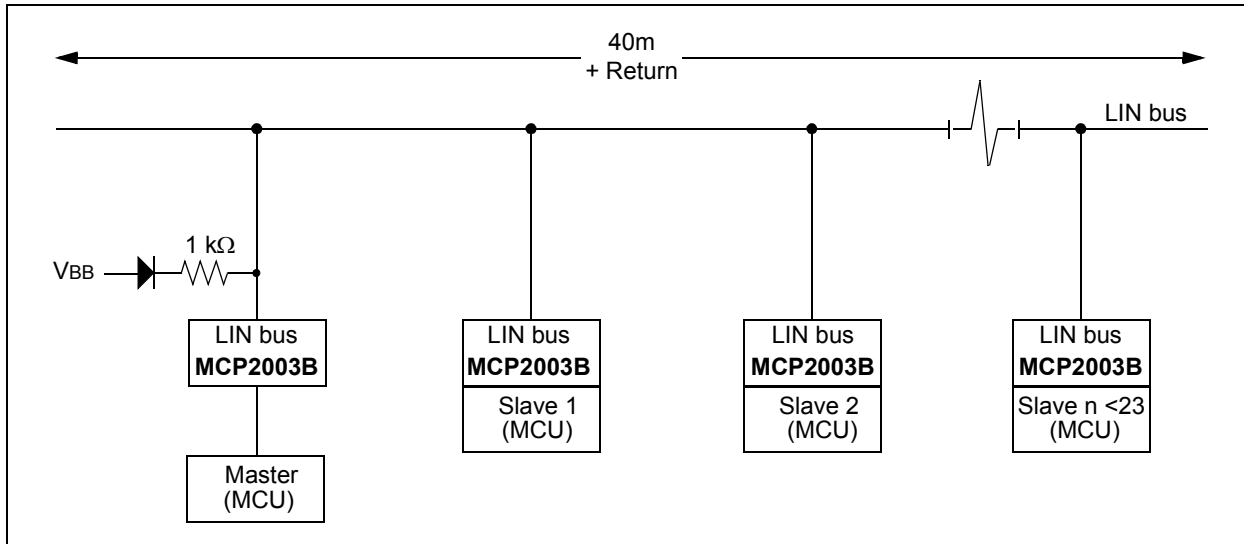 40m
+ Return
LIN bus
1 kΩ
VBB
LIN bus
MCP2003B
Master
(MCU)
LIN bus
MCP2003B
Slave 1
(MCU)
LIN bus
MCP2003B
Slave 2
(MCU)
LIN bus
MCP2003B
Slave n <23
(MCU)